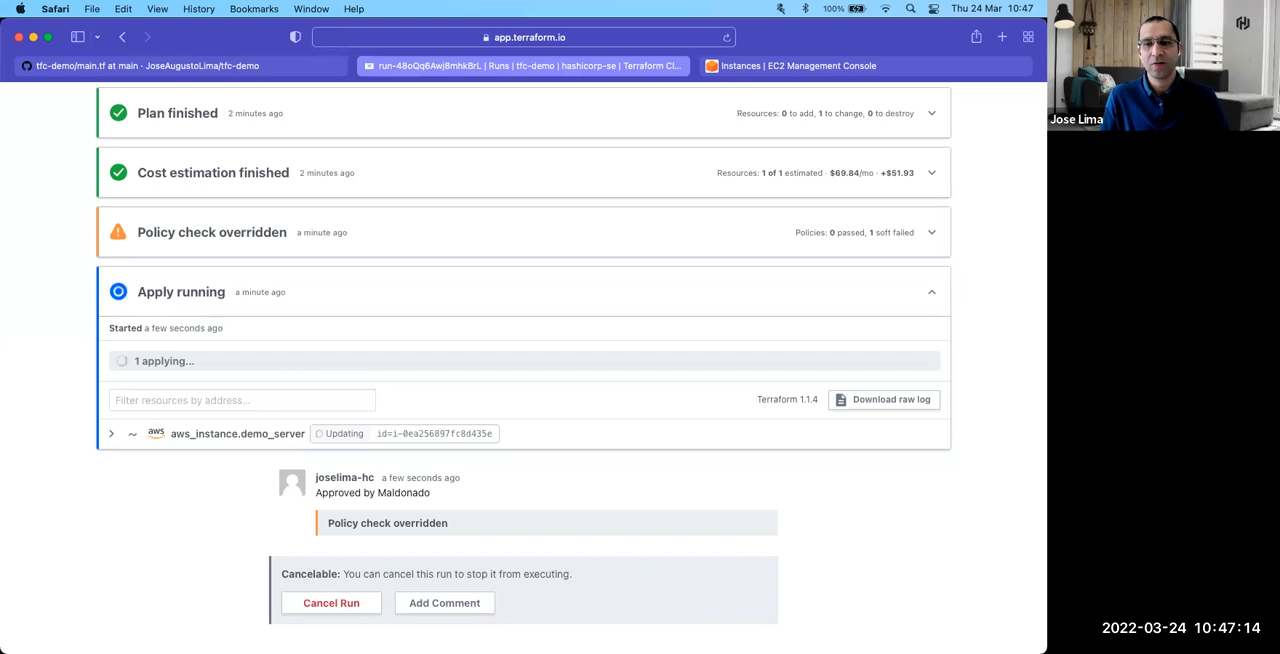 Safari File Edit View History Bookmarks Window Help 100% Thu 24 Mar 10:47
app.terraform.io
tfc-demo/main.tf at main · JoseAugustoLima/tfc-demo
run-48oQq6Awj8mhkBrL | Runs | tfc-demo | hashicorp-se | Terraform Cl...
Instances | EC2 Management Console
Jose Lima
Plan finished 2 minutes ago Resources: 0 to add, 1 to change, 0 to destroy
Cost estimation finished 2 minutes ago Resources: 1 of 1 estimated · $69.84/mo · +$51.93
Policy check overridden a minute ago Policies: 0 passed, 1 soft failed
Apply running a minute ago
Started a few seconds ago
1 applying...
Filter resources by address... Terraform 1.1.4 Download raw log
~ aws aws_instance.demo_server Updating id=i-0ea256897fc8d435e
joselima-hc a few seconds ago
Approved by Maldonado
Policy check overridden
Cancelable: You can cancel this run to stop it from executing.
Cancel Run Add Comment
2022-03-24 10:47:14